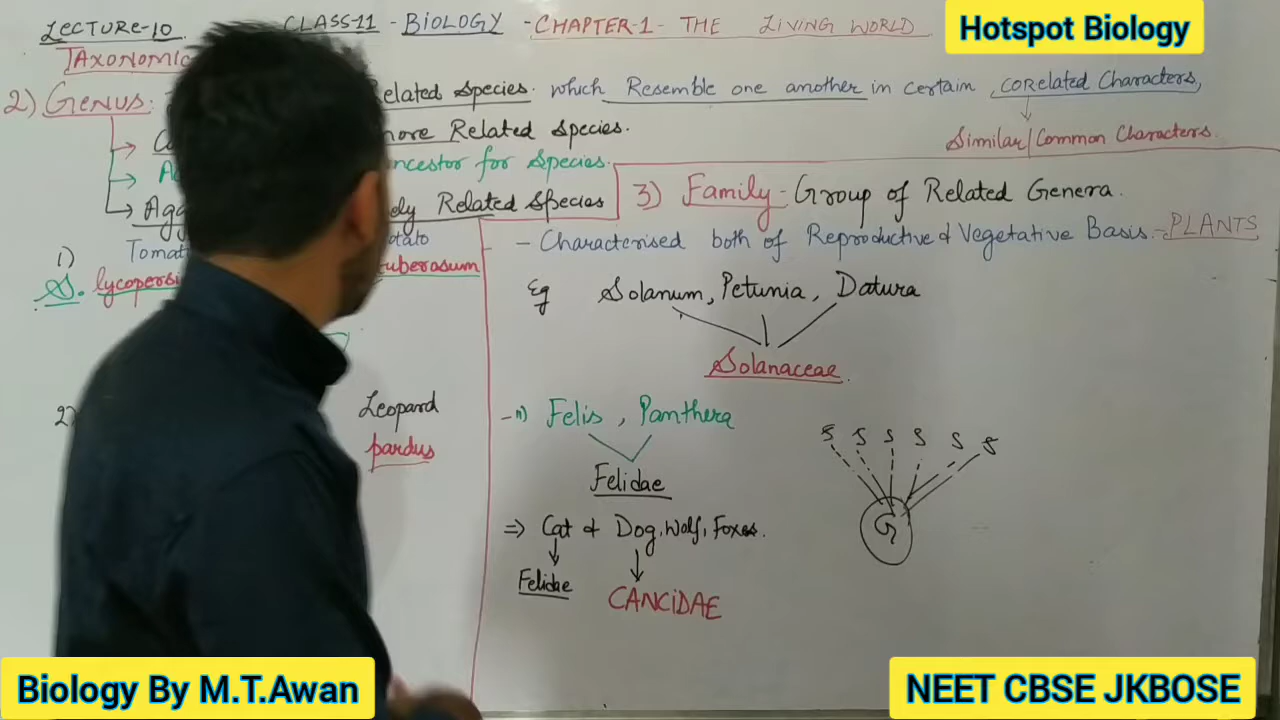 LECTURE-10 CLASS-11 - BIOLOGY - CHAPTER-1 - THE LIVING WORLD
Hotspot Biology
TAXONOMIC
2) GENUS: elated Species which Resemble one another in certain CORelated Characters,
more Related Species.
Similar/Common Characters.
ncestor for Species.
Agg ely Related Species
3) Family - Group of Related Genera.
- Characterised both of Reproductive & Vegetative Basis. - PLANTS
1) Tomat otato
S. lycopersi tuberosum
Eg Solanum, Petunia, Datura
Solanaceae.
2) Leopard
pardus
- ii) Felis, Panthera
Felidae
S S S S S S
G
⇒ Cat & Dog, Wolf, Foxes.
Felidae CANCIDAE
Biology By M.T.Awan
NEET CBSE JKBOSE